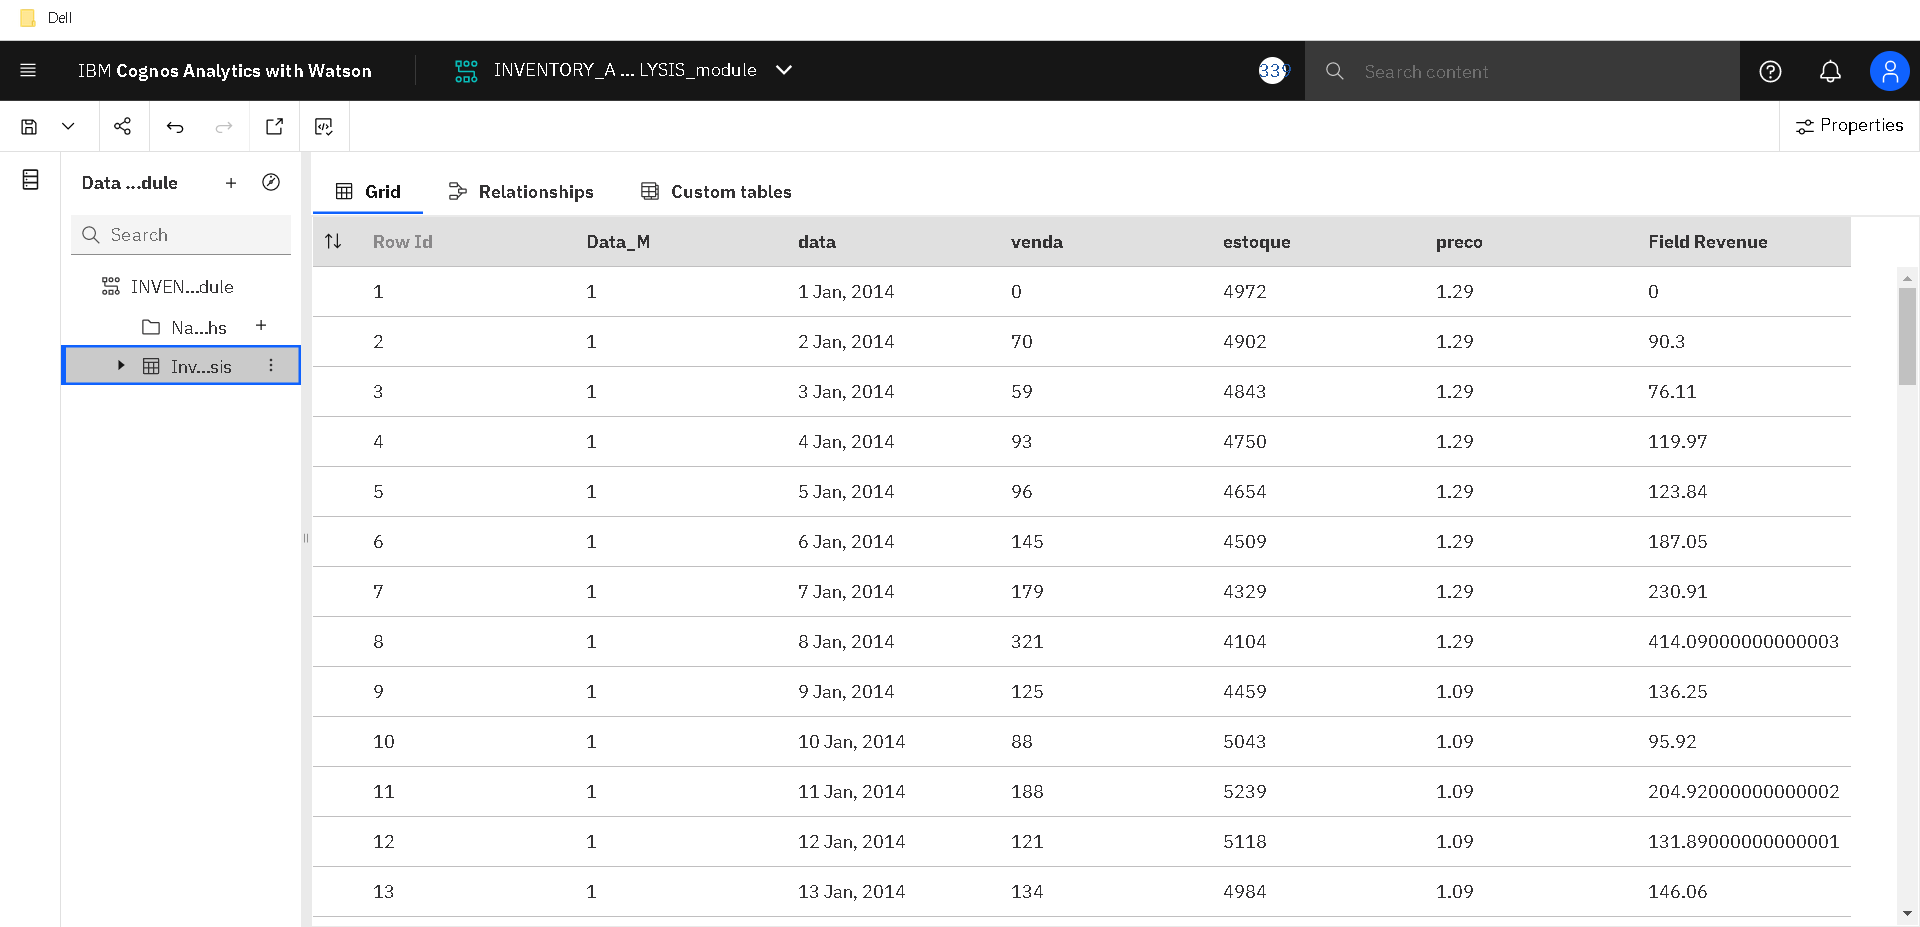 Dell
IBM Cognos Analytics with Watson
INVENTORY_A ... LYSIS_module
339
Search content
Properties
Data ...dule
Search
INVEN...dule
Na...hs
Inv...sis
Grid
Relationships
Custom tables
Row Id Data_M data venda estoque preco Field Revenue
1 1 1 Jan, 2014 0 4972 1.29 0
2 1 2 Jan, 2014 70 4902 1.29 90.3
3 1 3 Jan, 2014 59 4843 1.29 76.11
4 1 4 Jan, 2014 93 4750 1.29 119.97
5 1 5 Jan, 2014 96 4654 1.29 123.84
6 1 6 Jan, 2014 145 4509 1.29 187.05
7 1 7 Jan, 2014 179 4329 1.29 230.91
8 1 8 Jan, 2014 321 4104 1.29 414.09000000000003
9 1 9 Jan, 2014 125 4459 1.09 136.25
10 1 10 Jan, 2014 88 5043 1.09 95.92
11 1 11 Jan, 2014 188 5239 1.09 204.92000000000002
12 1 12 Jan, 2014 121 5118 1.09 131.89000000000001
13 1 13 Jan, 2014 134 4984 1.09 146.06